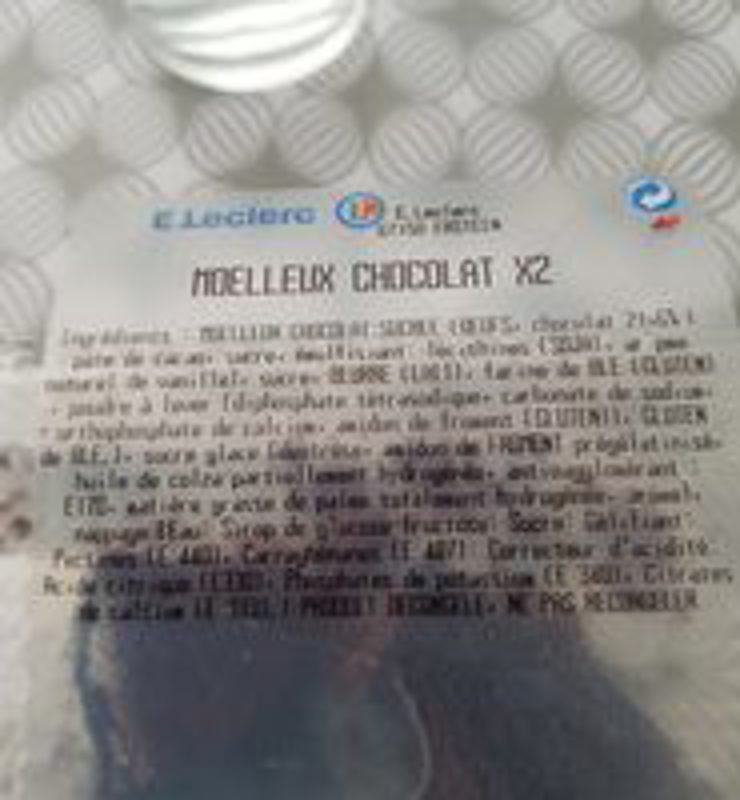 E.Leclerc E.Leclerc
67150 ERSTEIN
MOELLEUX CHOCOLAT X2
Ingrédients : MOELLEUX CHOCOLAT: SUCRE (OEUFS, chocolat
pâte de cacao, sucre, émulsifiant: lécithines (SOJA),
naturel de vanille), sucre, BEURRE (LAIT), farine de BLE (GLUTEN)
, poudre à lever (diphosphate tétrasodique, carbonate de sodium,
orthophosphate de calcium, amidon de froment (GLUTEN)), GLUTEN
de BLE,), sucre glace (dextrose, amidon de FROMENT prégélatinisé,
huile de colza partiellement hydrogénée, antiagglomérant :
E170, matière grasse de palme totalement hydrogénée, arome),
nappage(Eau: Sirop de glucose-fructose: Sucre: Gélifiant:
Pectines (E 440), Carraghénanes (E 407): Correcteur d'acidité
Acide citrique (E330), Phosphates de potassium (E 340), Citrates
de calcium PRODUIT DECONGELE, NE PAS RECONGELER